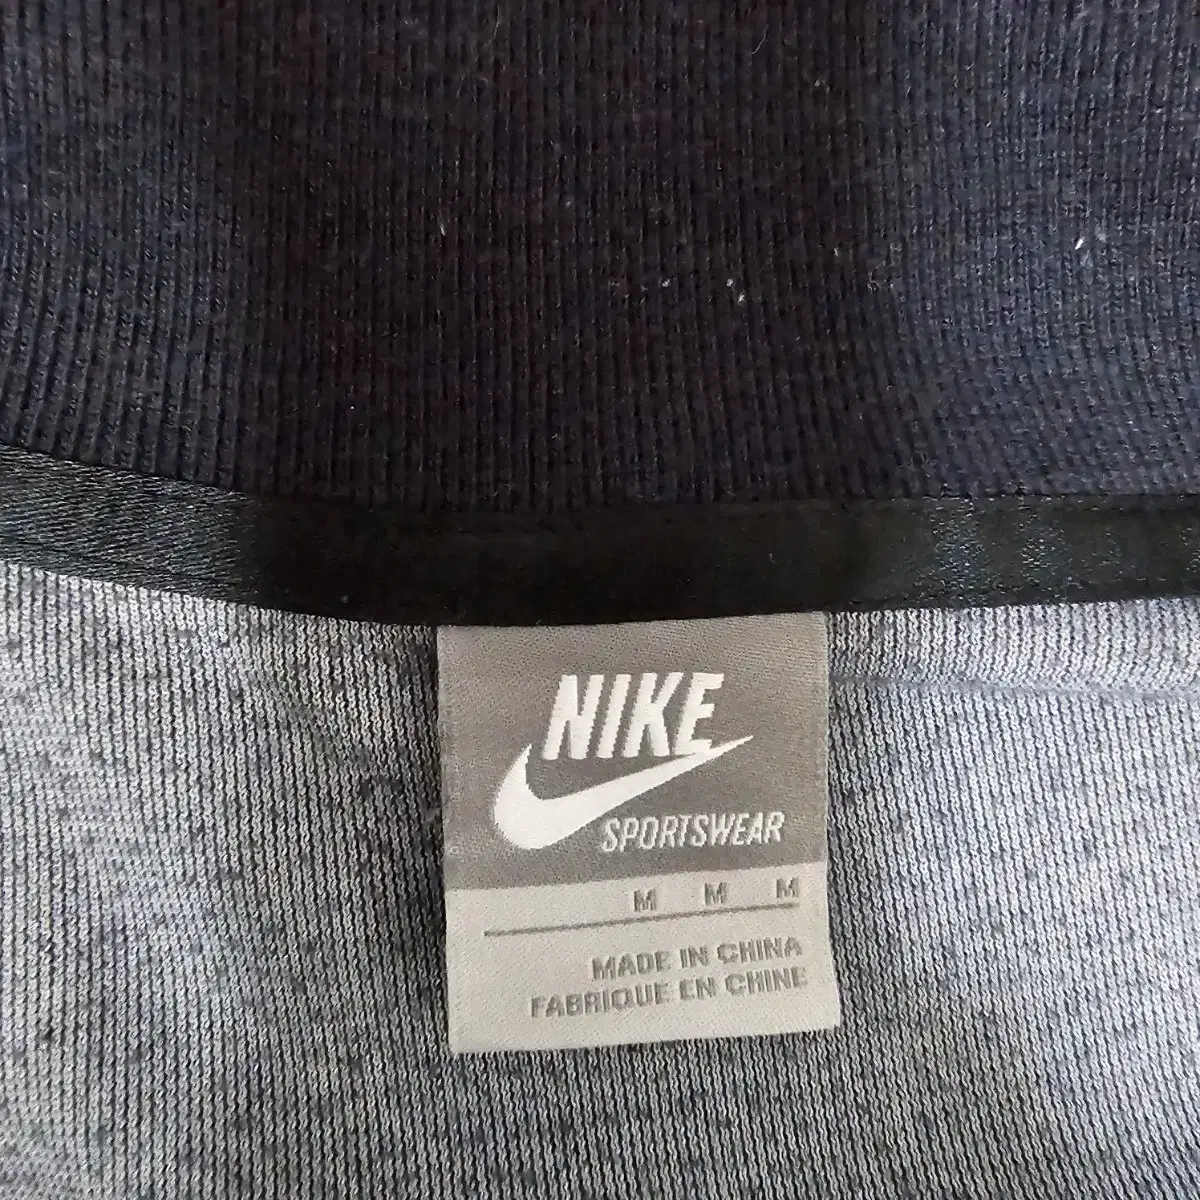 NIKE
SPORTSWEAR
M M M
MADE IN CHINA
FABRIQUE EN CHINE